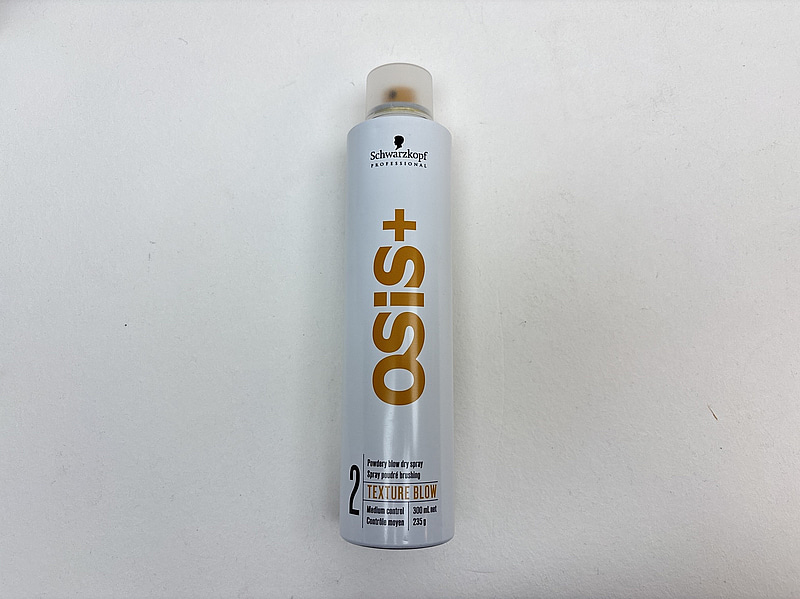 Schwarzkopf
PROFESSIONAL
OSiS+
2
Powdery blow dry spray
Spray poudré brushing
TEXTURE BLOW
Medium control
Contrôle moyen
300 mL net
235 g